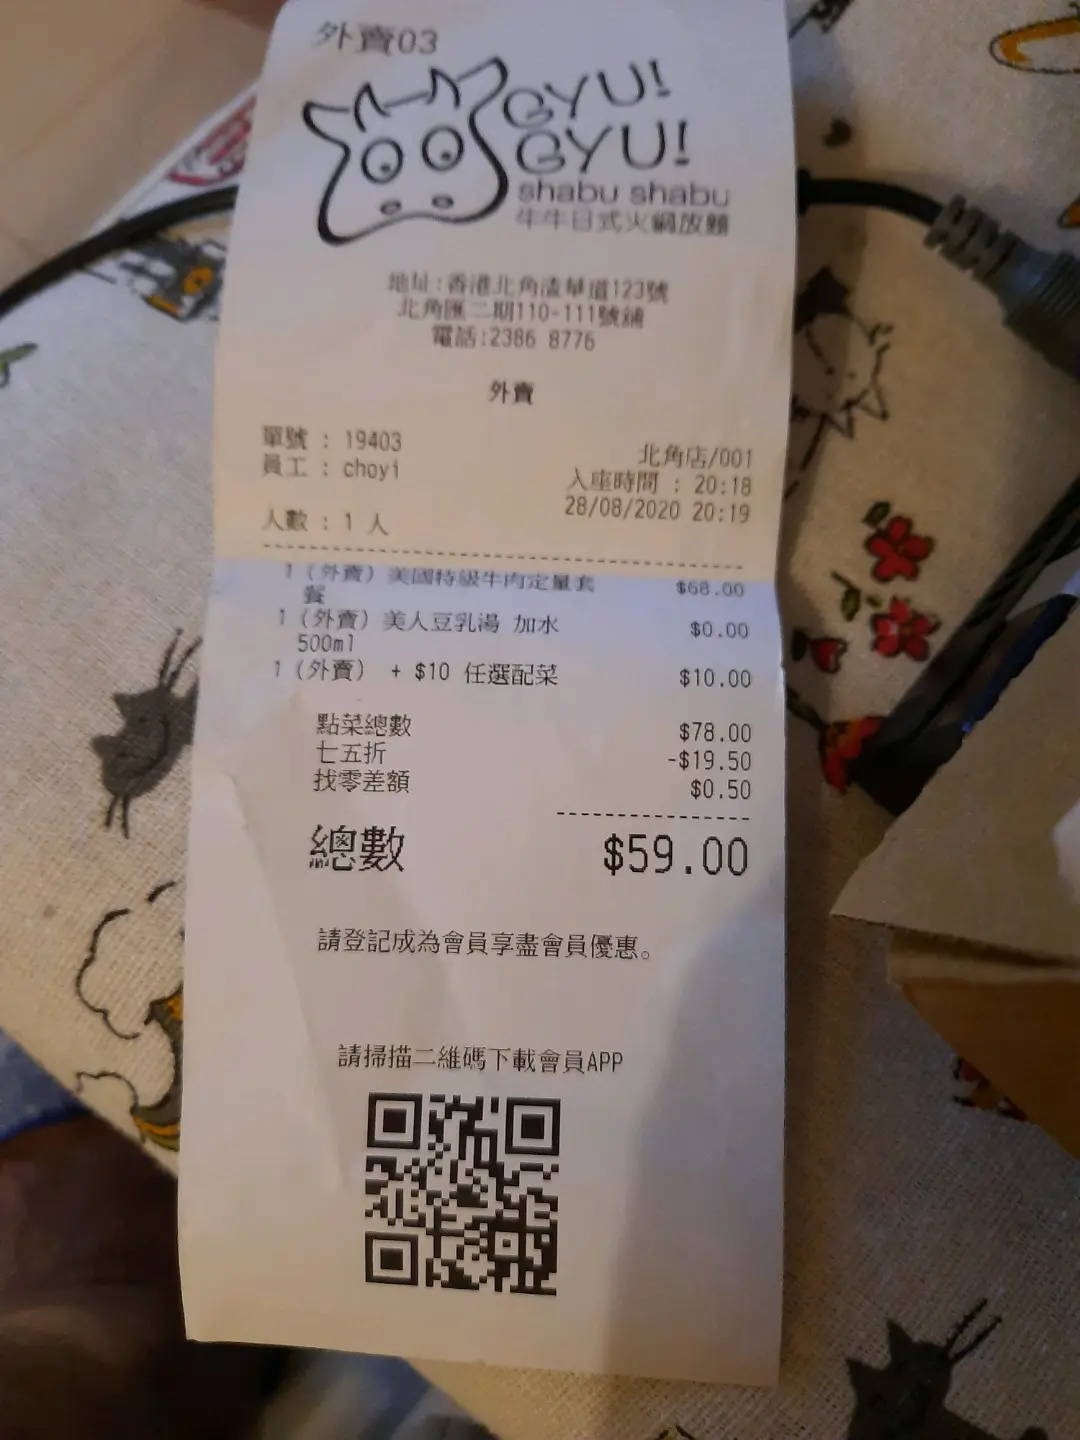 外賣03
GYU! GYU!
shabu shabu
牛牛日式火鍋放題
地址:香港北角渣華道123號
北角匯二期110-111號舖
電話:2386 8776
外賣
單號 : 19403
員工 : choyi
北角店/001
入座時間 : 20:18
28/08/2020 20:19
人數 : 1 人
1 (外賣) 美國特級牛肉定量套 $68.00
餐
1 (外賣) 美人豆乳湯 加水 $0.00
500ml
1 (外賣) + $10 任選配菜 $10.00
點菜總數 $78.00
七五折 -$19.50
找零差額 $0.50
總數 $59.00
請登記成為會員享盡會員優惠。
請掃描二維碼下載會員APP